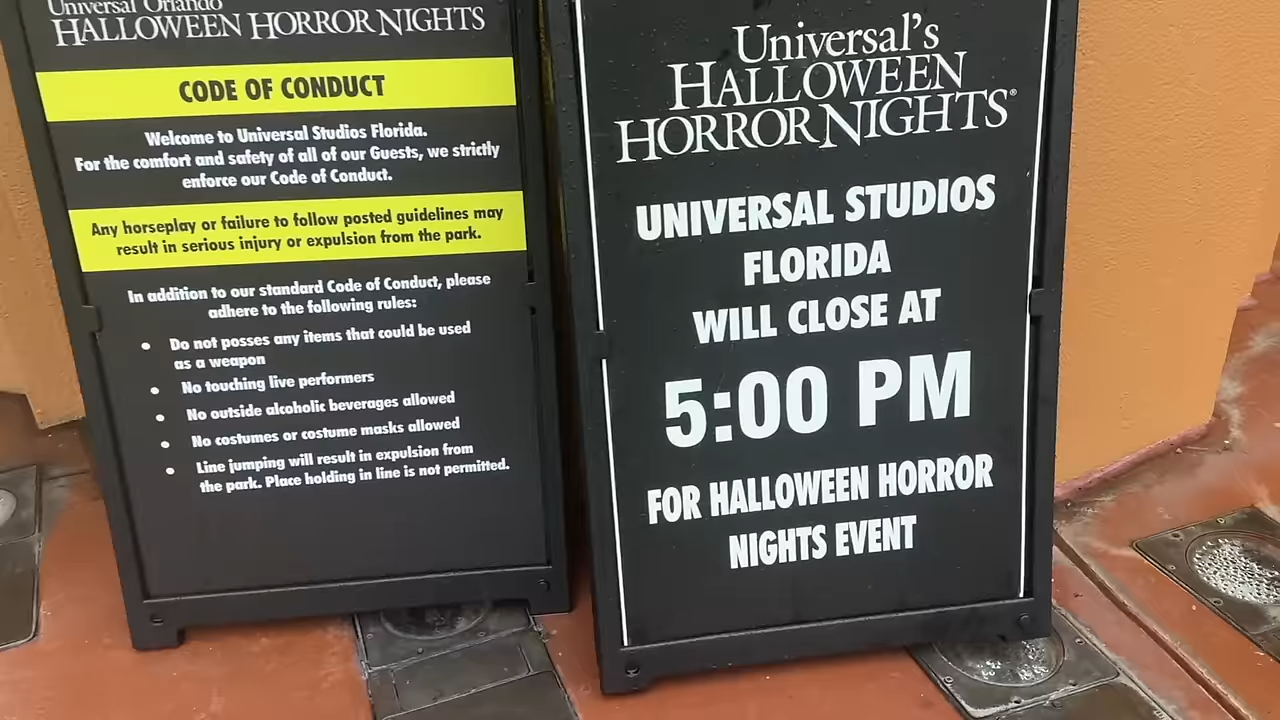 Universal Orlando
HALLOWEEN HORROR NIGHTS
CODE OF CONDUCT
Welcome to Universal Studios Florida.
For the comfort and safety of all of our Guests, we strictly
enforce our Code of Conduct.
Any horseplay or failure to follow posted guidelines may
result in serious injury or expulsion from the park.
In addition to our standard Code of Conduct, please
adhere to the following rules:
• Do not posses any items that could be used
as a weapon
• No touching live performers
• No outside alcoholic beverages allowed
• No costumes or costume masks allowed
• Line jumping will result in expulsion from
the park. Place holding in line is not permitted.
Universal's
HALLOWEEN
HORROR NIGHTS®
UNIVERSAL STUDIOS
FLORIDA
WILL CLOSE AT
5:00 PM
FOR HALLOWEEN HORROR
NIGHTS EVENT